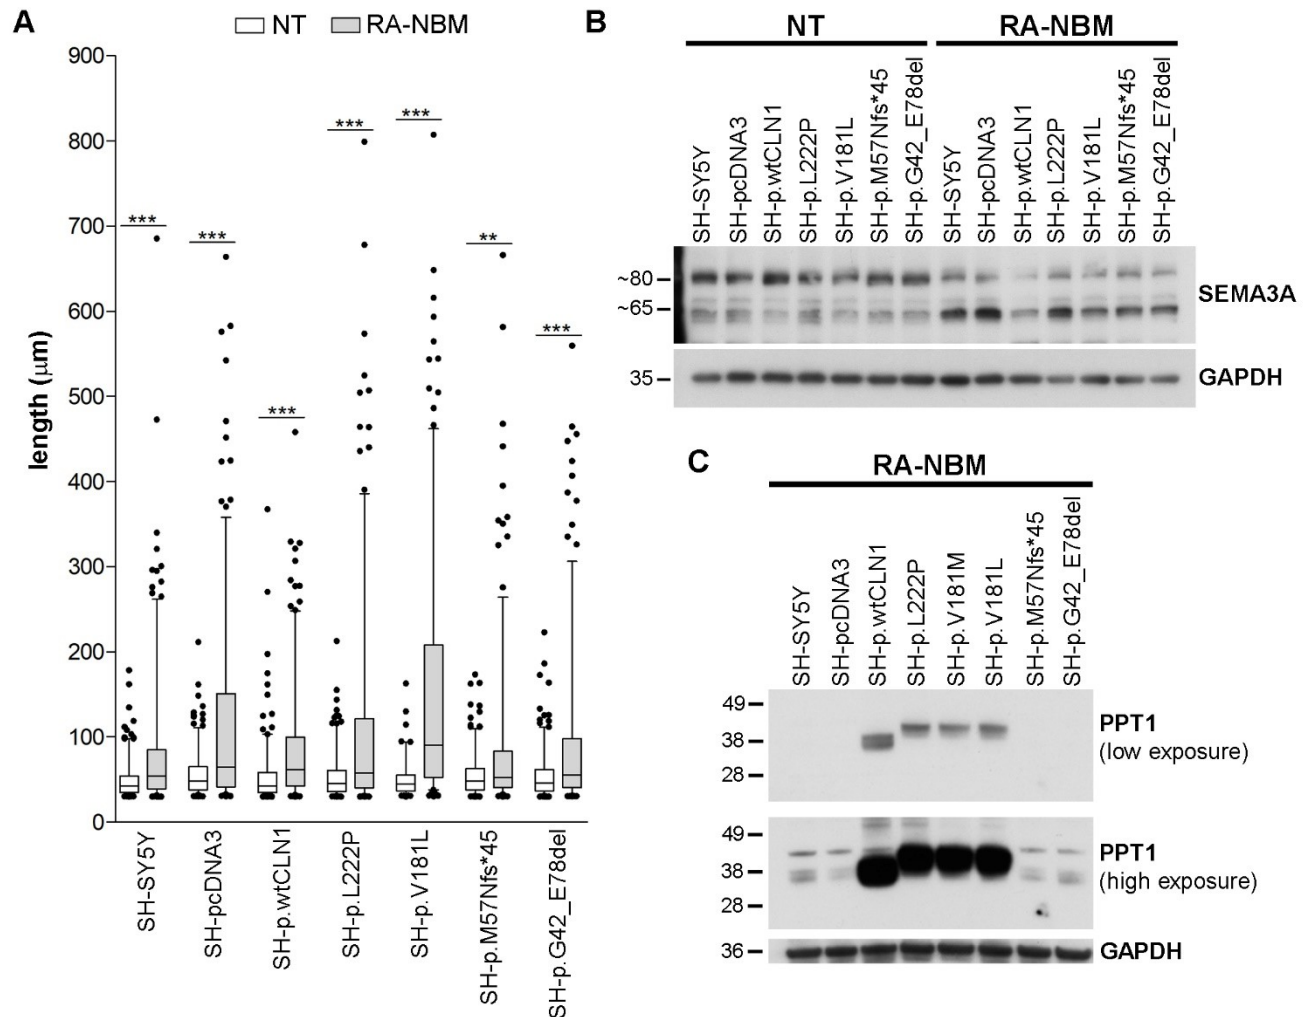 A
NT RA-NBM
900
800
700
600
500
400
300
200
100
0
length (μm)
*** *** *** *** *** ** ***
SH-SY5Y
SH-pcDNA3
SH-p.wtCLN1
SH-p.L222P
SH-p.V181L
SH-p.M57Nfs*45
SH-p.G42_E78del
B
NT RA-NBM
SH-SY5Y
SH-pcDNA3
SH-p.wtCLN1
SH-p.L222P
SH-p.V181L
SH-p.M57Nfs*45
SH-p.G42_E78del
SH-SY5Y
SH-pcDNA3
SH-p.wtCLN1
SH-p.L222P
SH-p.V181L
SH-p.M57Nfs*45
SH-p.G42_E78del
~80
~65
SEMA3A
35
GAPDH
C
RA-NBM
SH-SY5Y
SH-pcDNA3
SH-p.wtCLN1
SH-p.L222P
SH-p.V181M
SH-p.V181L
SH-p.M57Nfs*45
SH-p.G42_E78del
49
38
28
PPT1
(low exposure)
49
38
28
PPT1
(high exposure)
36
GAPDH